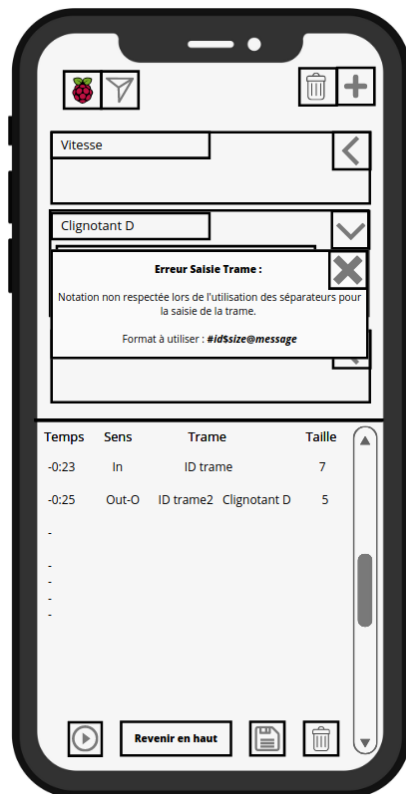 Vitesse
Clignotant D
Erreur Saisie Trame :
Notation non respectée lors de l'utilisation des séparateurs pour
la saisie de la trame.
Format à utiliser : #id$size@message
Temps Sens Trame Taille
-0:23 In ID trame 7
-0:25 Out-O ID trame2 Clignotant D 5
-
-
-
-
-
Revenir en haut